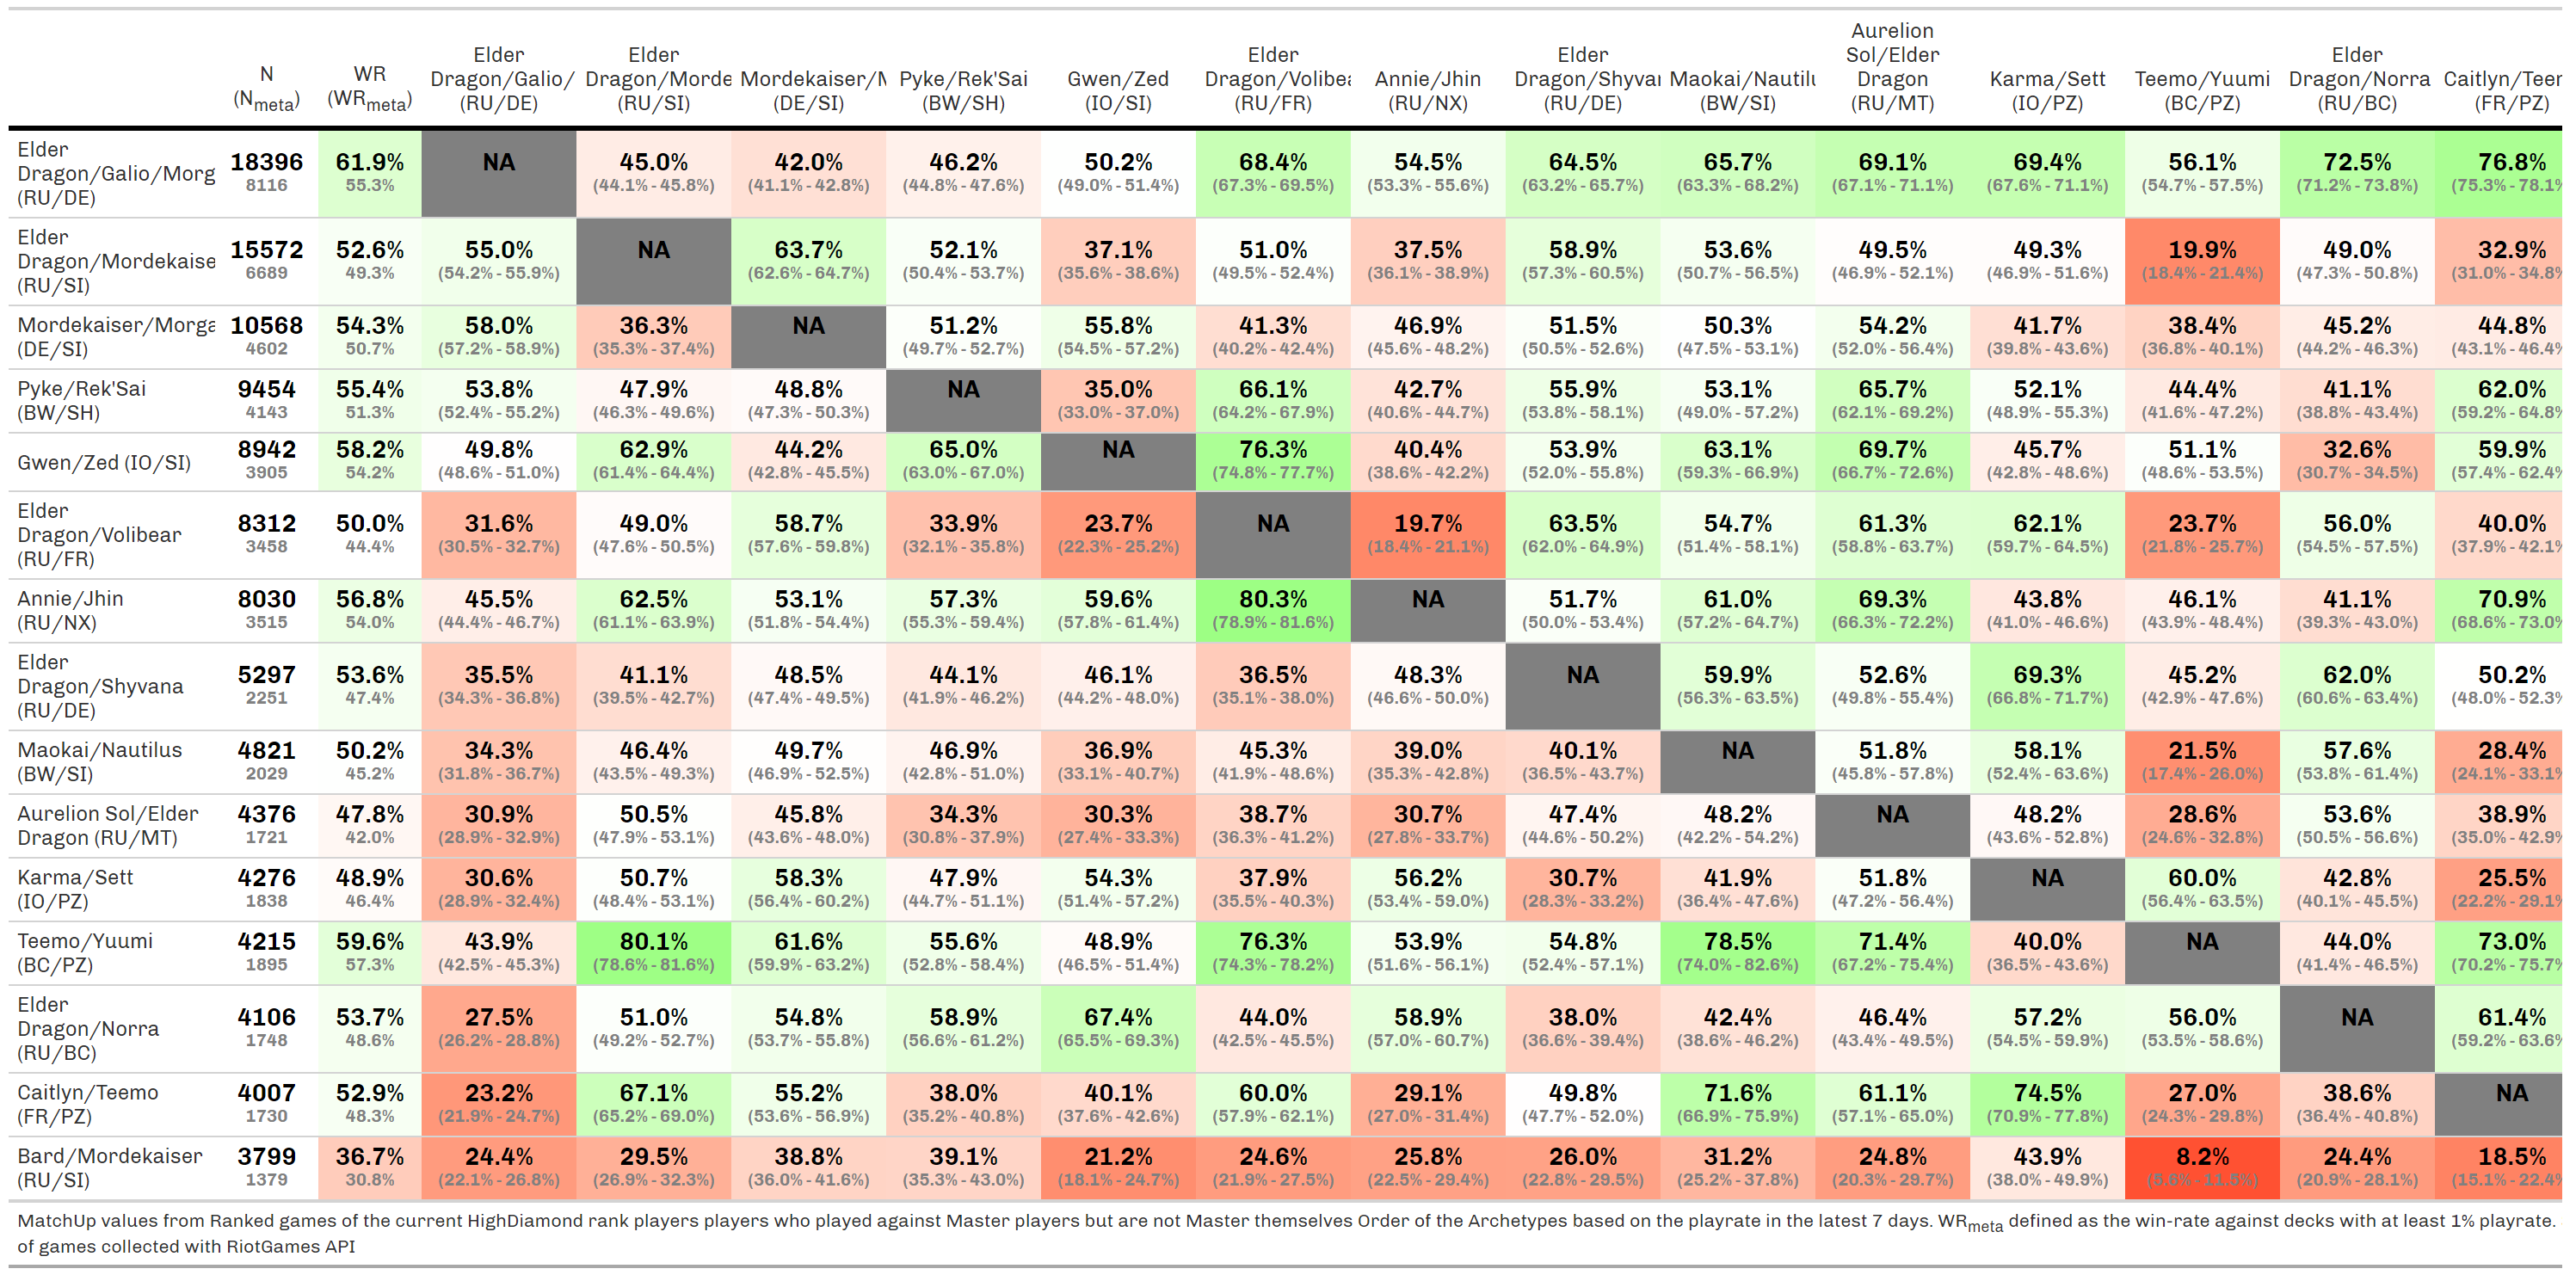 N (Nmeta) WR (WRmeta) Elder Dragon/Galio/ (RU/DE) Elder Dragon/Morde (RU/SI) Mordekaiser/M (DE/SI) Pyke/Rek'Sai (BW/SH) Gwen/Zed (IO/SI) Elder Dragon/Volibea (RU/FR) Annie/Jhin (RU/NX) Elder Dragon/Shyvan (RU/DE) Maokai/Nautilu (BW/SI) Aurelion Sol/Elder Dragon (RU/MT) Karma/Sett (IO/PZ) Teemo/Yuumi (BC/PZ) Elder Dragon/Norra (RU/BC) Caitlyn/Teer (FR/PZ)
Elder Dragon/Galio/Morg (RU/DE)
18396 61.9% NA 45.0% 42.0% 46.2% 50.2% 68.4% 54.5% 64.5% 65.7% 69.1% 69.4% 56.1% 72.5% 76.8%
8116 55.3% (44.1% - 45.8%) (41.1% - 42.8%) (44.8% - 47.6%) (49.0% - 51.4%) (67.3% - 69.5%) (53.3% - 55.6%) (63.2% - 65.7%) (63.3% - 68.2%) (67.1% - 71.1%) (67.6% - 71.1%) (54.7% - 57.5%) (71.2% - 73.8%) (75.3% - 78.1%
Elder Dragon/Mordekaise (RU/SI)
15572 52.6% 55.0% NA 63.7% 52.1% 37.1% 51.0% 37.5% 58.9% 53.6% 49.5% 49.3% 19.9% 49.0% 32.9%
6689 49.3% (54.2% - 55.9%) (62.6% - 64.7%) (50.4% - 53.7%) (35.6% - 38.6%) (49.5% - 52.4%) (36.1% - 38.9%) (57.3% - 60.5%) (50.7% - 56.5%) (46.9% - 52.1%) (46.9% - 51.6%) (18.4% - 21.4%) (47.3% - 50.8%) (31.0% - 34.8%
Mordekaiser/Morga (DE/SI)
10568 54.3% 58.0% 36.3% NA 51.2% 55.8% 41.3% 46.9% 51.5% 50.3% 54.2% 41.7% 38.4% 45.2% 44.8%
4602 50.7% (57.2% - 58.9%) (35.3% - 37.4%) (49.7% - 52.7%) (54.5% - 57.2%) (40.2% - 42.4%) (45.6% - 48.2%) (50.5% - 52.6%) (47.5% - 53.1%) (52.0% - 56.4%) (39.8% - 43.6%) (36.8% - 40.1%) (44.2% - 46.3%) (43.1% - 46.4%
Pyke/Rek'Sai (BW/SH)
9454 55.4% 53.8% 47.9% 48.8% NA 35.0% 66.1% 42.7% 55.9% 53.1% 65.7% 52.1% 44.4% 41.1% 62.0%
4143 51.3% (52.4% - 55.2%) (46.3% - 49.6%) (47.3% - 50.3%) (33.0% - 37.0%) (64.2% - 67.9%) (40.6% - 44.7%) (53.8% - 58.1%) (49.0% - 57.2%) (62.1% - 69.2%) (48.9% - 55.3%) (41.6% - 47.2%) (38.8% - 43.4%) (59.2% - 64.8%
Gwen/Zed (IO/SI)
8942 58.2% 49.8% 62.9% 44.2% 65.0% NA 76.3% 40.4% 53.9% 63.1% 69.7% 45.7% 51.1% 32.6% 59.9%
3905 54.2% (48.6% - 51.0%) (61.4% - 64.4%) (42.8% - 45.5%) (63.0% - 67.0%) (74.8% - 77.7%) (38.6% - 42.2%) (52.0% - 55.8%) (59.3% - 66.9%) (66.7% - 72.6%) (42.8% - 48.6%) (48.6% - 53.5%) (30.7% - 34.5%) (57.4% - 62.4%
Elder Dragon/Volibear (RU/FR)
8312 50.0% 31.6% 49.0% 58.7% 33.9% 23.7% NA 19.7% 63.5% 54.7% 61.3% 62.1% 23.7% 56.0% 40.0%
3458 44.4% (30.5% - 32.7%) (47.6% - 50.5%) (57.6% - 59.8%) (32.1% - 35.8%) (22.3% - 25.2%) (18.4% - 21.1%) (62.0% - 64.9%) (51.4% - 58.1%) (58.8% - 63.7%) (59.7% - 64.5%) (21.8% - 25.7%) (54.5% - 57.5%) (37.9% - 42.1%
Annie/Jhin (RU/NX)
8030 56.8% 45.5% 62.5% 53.1% 57.3% 59.6% 80.3% NA 51.7% 61.0% 69.3% 43.8% 46.1% 41.1% 70.9%
3515 54.0% (44.4% - 46.7%) (61.1% - 63.9%) (51.8% - 54.4%) (55.3% - 59.4%) (57.8% - 61.4%) (78.9% - 81.6%) (50.0% - 53.4%) (57.2% - 64.7%) (66.3% - 72.2%) (41.0% - 46.6%) (43.9% - 48.4%) (39.3% - 43.0%) (68.6% - 73.0%
Elder Dragon/Shyvana (RU/DE)
5297 53.6% 35.5% 41.1% 48.5% 44.1% 46.1% 36.5% 48.3% NA 59.9% 52.6% 69.3% 45.2% 62.0% 50.2%
2251 47.4% (34.3% - 36.8%) (39.5% - 42.7%) (47.4% - 49.5%) (41.9% - 46.2%) (44.2% - 48.0%) (35.1% - 38.0%) (46.6% - 50.0%) (56.3% - 63.5%) (49.8% - 55.4%) (66.8% - 71.7%) (42.9% - 47.6%) (60.6% - 63.4%) (48.0% - 52.3%
Maokai/Nautilus (BW/SI)
4821 50.2% 34.3% 46.4% 49.7% 46.9% 36.9% 45.3% 39.0% 40.1% NA 51.8% 58.1% 21.5% 57.6% 28.4%
2029 45.2% (31.8% - 36.7%) (43.5% - 49.3%) (46.9% - 52.5%) (42.8% - 51.0%) (33.1% - 40.7%) (41.9% - 48.6%) (35.3% - 42.8%) (36.5% - 43.7%) (45.8% - 57.8%) (52.4% - 63.6%) (17.4% - 26.0%) (53.8% - 61.4%) (24.1% - 33.1%
Aurelion Sol/Elder Dragon (RU/MT)
4376 47.8% 30.9% 50.5% 45.8% 34.3% 30.3% 38.7% 30.7% 47.4% 48.2% NA 48.2% 28.6% 53.6% 38.9%
1721 42.0% (28.9% - 32.9%) (47.9% - 53.1%) (43.6% - 48.0%) (30.8% - 37.9%) (27.4% - 33.3%) (36.3% - 41.2%) (27.8% - 33.7%) (44.6% - 50.2%) (42.2% - 54.2%) (43.6% - 52.8%) (24.6% - 32.8%) (50.5% - 56.6%) (35.0% - 42.9%
Karma/Sett (IO/PZ)
4276 48.9% 30.6% 50.7% 58.3% 47.9% 54.3% 37.9% 56.2% 30.7% 41.9% 51.8% NA 60.0% 42.8% 25.5%
1838 46.4% (28.9% - 32.4%) (48.4% - 53.1%) (56.4% - 60.2%) (44.7% - 51.1%) (51.4% - 57.2%) (35.5% - 40.3%) (53.4% - 59.0%) (28.3% - 33.2%) (36.4% - 47.6%) (47.2% - 56.4%) (56.4% - 63.5%) (40.1% - 45.5%) (22.2% - 29.1%
Teemo/Yuumi (BC/PZ)
4215 59.6% 43.9% 80.1% 61.6% 55.6% 48.9% 76.3% 53.9% 54.8% 78.5% 71.4% 40.0% NA 44.0% 73.0%
1895 57.3% (42.5% - 45.3%) (78.6% - 81.6%) (59.9% - 63.2%) (52.8% - 58.4%) (46.5% - 51.4%) (74.3% - 78.2%) (51.6% - 56.1%) (52.4% - 57.1%) (74.0% - 82.6%) (67.2% - 75.4%) (36.5% - 43.6%) (41.4% - 46.5%) (70.2% - 75.7%
Elder Dragon/Norra (RU/BC)
4106 53.7% 27.5% 51.0% 54.8% 58.9% 67.4% 44.0% 58.9% 38.0% 42.4% 46.4% 57.2% 56.0% NA 61.4%
1748 48.6% (26.2% - 28.8%) (49.2% - 52.7%) (53.7% - 55.8%) (56.6% - 61.2%) (65.5% - 69.3%) (42.5% - 45.5%) (57.0% - 60.7%) (36.6% - 39.4%) (38.6% - 46.2%) (43.4% - 49.5%) (54.5% - 59.9%) (53.5% - 58.6%) (59.2% - 63.6%
Caitlyn/Teemo (FR/PZ)
4007 52.9% 23.2% 67.1% 55.2% 38.0% 40.1% 60.0% 29.1% 49.8% 71.6% 61.1% 74.5% 27.0% 38.6% NA
1730 48.3% (21.9% - 24.7%) (65.2% - 69.0%) (53.6% - 56.9%) (35.2% - 40.8%) (37.6% - 42.6%) (57.9% - 62.1%) (27.0% - 31.4%) (47.7% - 52.0%) (66.9% - 75.9%) (57.1% - 65.0%) (70.9% - 77.8%) (24.3% - 29.8%) (36.4% - 40.8%)
Bard/Mordekaiser (RU/SI)
3799 36.7% 24.4% 29.5% 38.8% 39.1% 21.2% 24.6% 25.8% 26.0% 31.2% 24.8% 43.9% 8.2% 24.4% 18.5%
1379 30.8% (22.1% - 26.8%) (26.9% - 32.3%) (36.0% - 41.6%) (35.3% - 43.0%) (18.1% - 24.7%) (21.9% - 27.5%) (22.5% - 29.4%) (22.8% - 29.5%) (25.2% - 37.8%) (20.3% - 29.7%) (38.0% - 49.9%) (5.8% - 11.5%) (20.9% - 28.1%) (15.1% - 22.4%
MatchUp values from Ranked games of the current HighDiamond rank players players who played against Master players but are not Master themselves Order of the Archetypes based on the playrate in the latest 7 days. WRmeta defined as the win-rate against decks with at least 1% playrate.
of games collected with RiotGames API